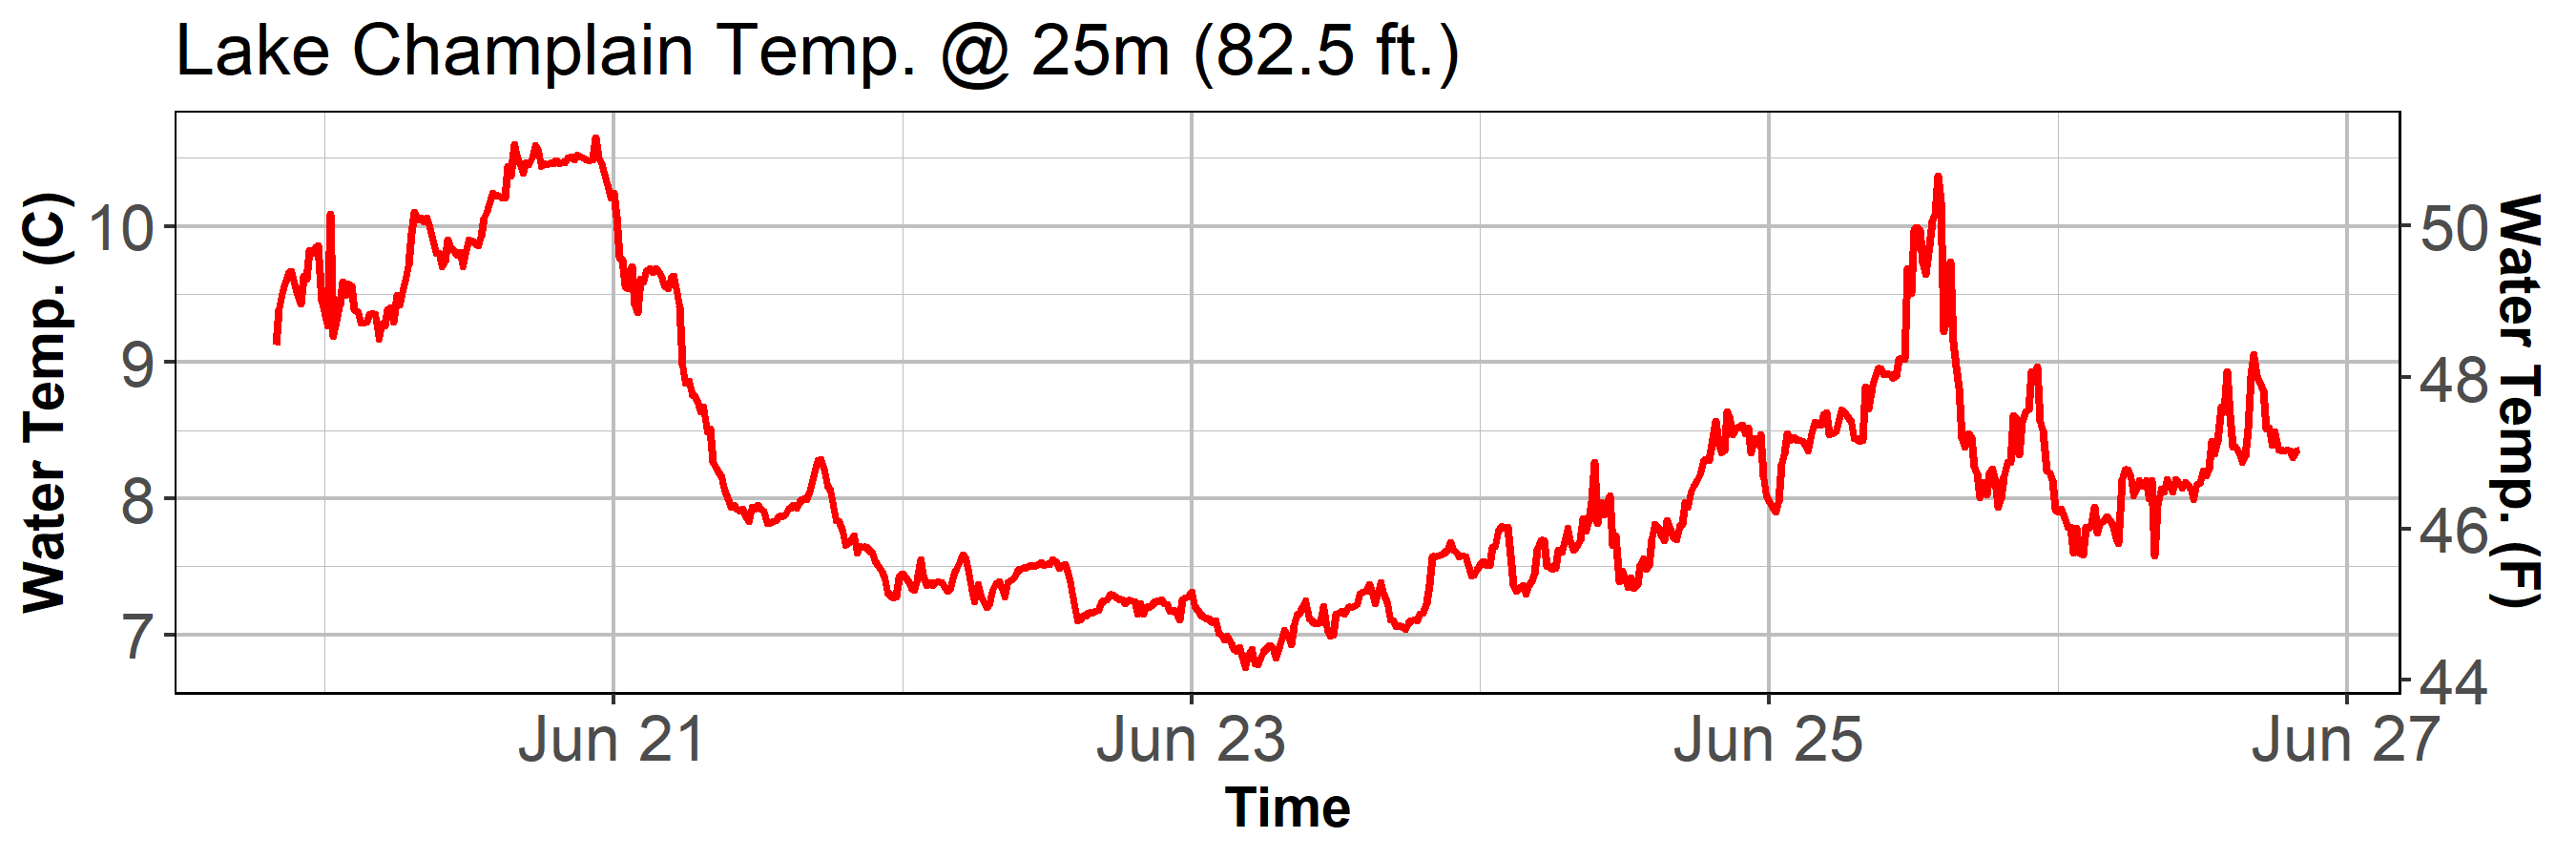 Lake Champlain Temp. @ 25m (82.5 ft.)
Water Temp. (C)
10
9
8
7
50
48
46
44
Water Temp. (F)
Jun 21
Jun 23
Jun 25
Jun 27
Time